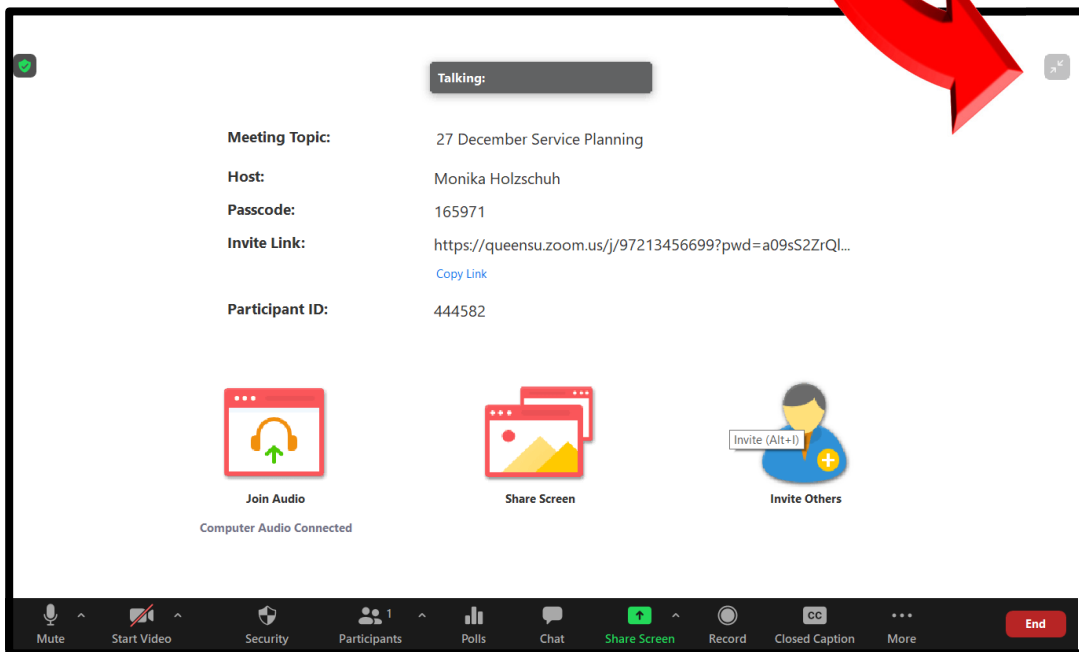 Talking:
Meeting Topic: 27 December Service Planning
Host: Monika Holzschuh
Passcode: 165971
Invite Link: https://queensu.zoom.us/j/97213456699?pwd=a09sS2ZrQl...
Copy Link
Participant ID: 444582
Invite (Alt+I)
Join Audio Share Screen Invite Others
Computer Audio Connected
1
CC
Mute Start Video Security Participants Polls Chat Share Screen Record Closed Caption More End